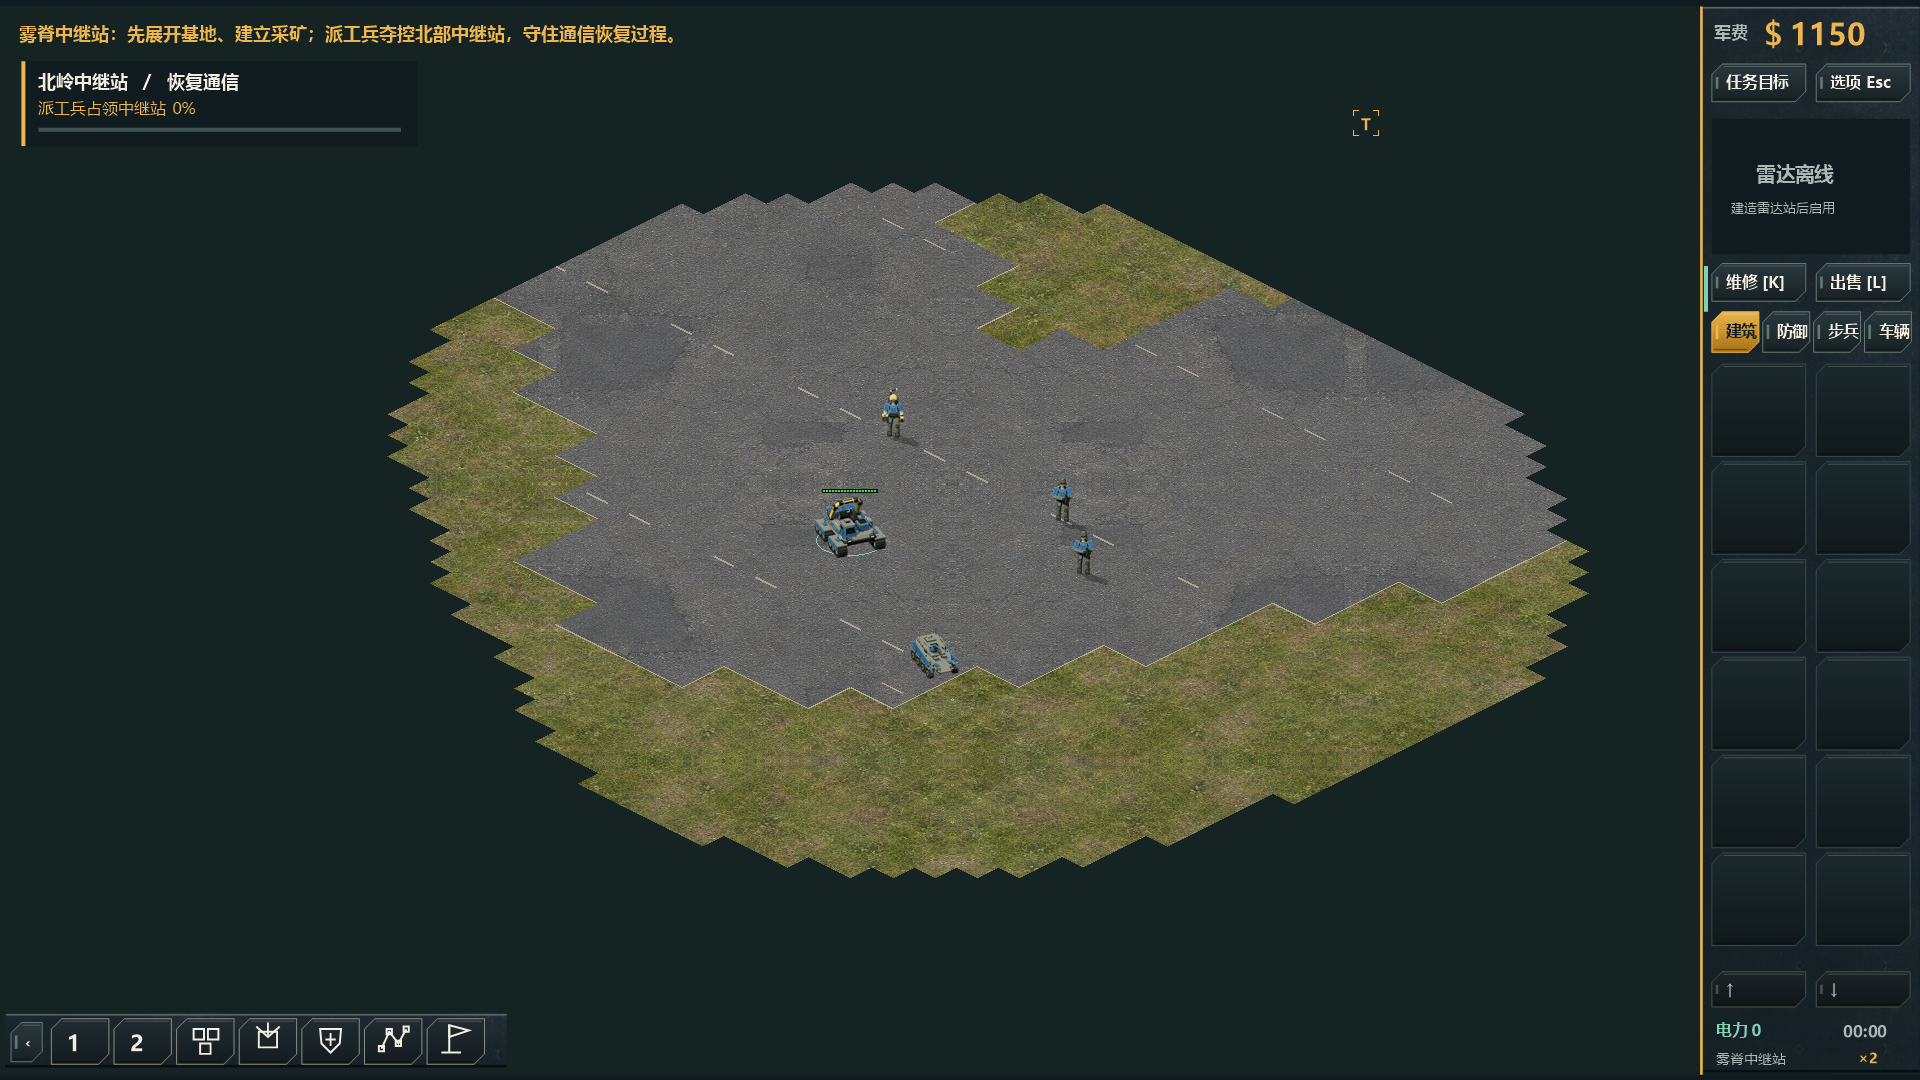 雾脊中继站：先展开基地、建立采矿；派工兵夺控北部中继站，守住通信恢复过程。
北岭中继站 / 恢复通信
派工兵占领中继站 0%
T
军费 $ 1150
任务目标
选项 Esc
雷达离线
建造雷达站后启用
维修 [K]
出售 [L]
建筑
防御
步兵
车辆
↑
↓
电力 0
00:00
雾脊中继站
×2
‹
1
2